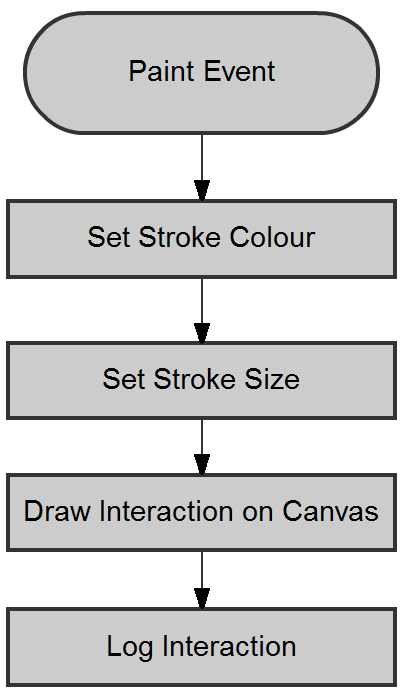 Paint Event
Set Stroke Colour
Set Stroke Size
Draw Interaction on Canvas
Log Interaction